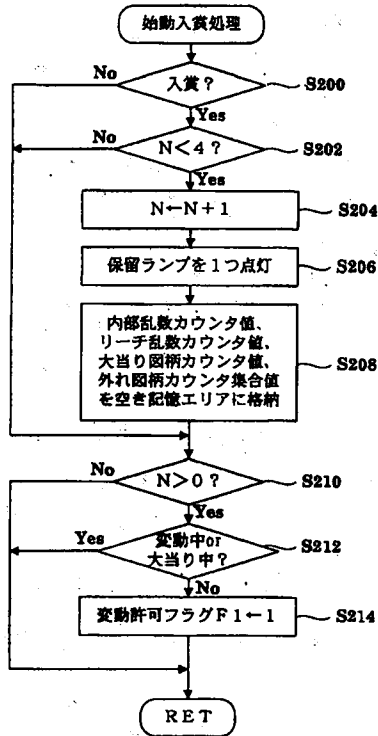 始動入賞処理
No
入賞？
S200
Yes
No
N＜4？
S202
Yes
N←N＋1
S204
保留ランプを1つ点灯
S206
内部乱数カウンタ値、
リーチ乱数カウンタ値、
大当り図柄カウンタ値、
外れ図柄カウンタ集合値
を空き記憶エリアに格納
S208
No
N＞0？
S210
Yes
Yes
変動中or
大当り中？
S212
No
変動許可フラグF1←1
S214
RET